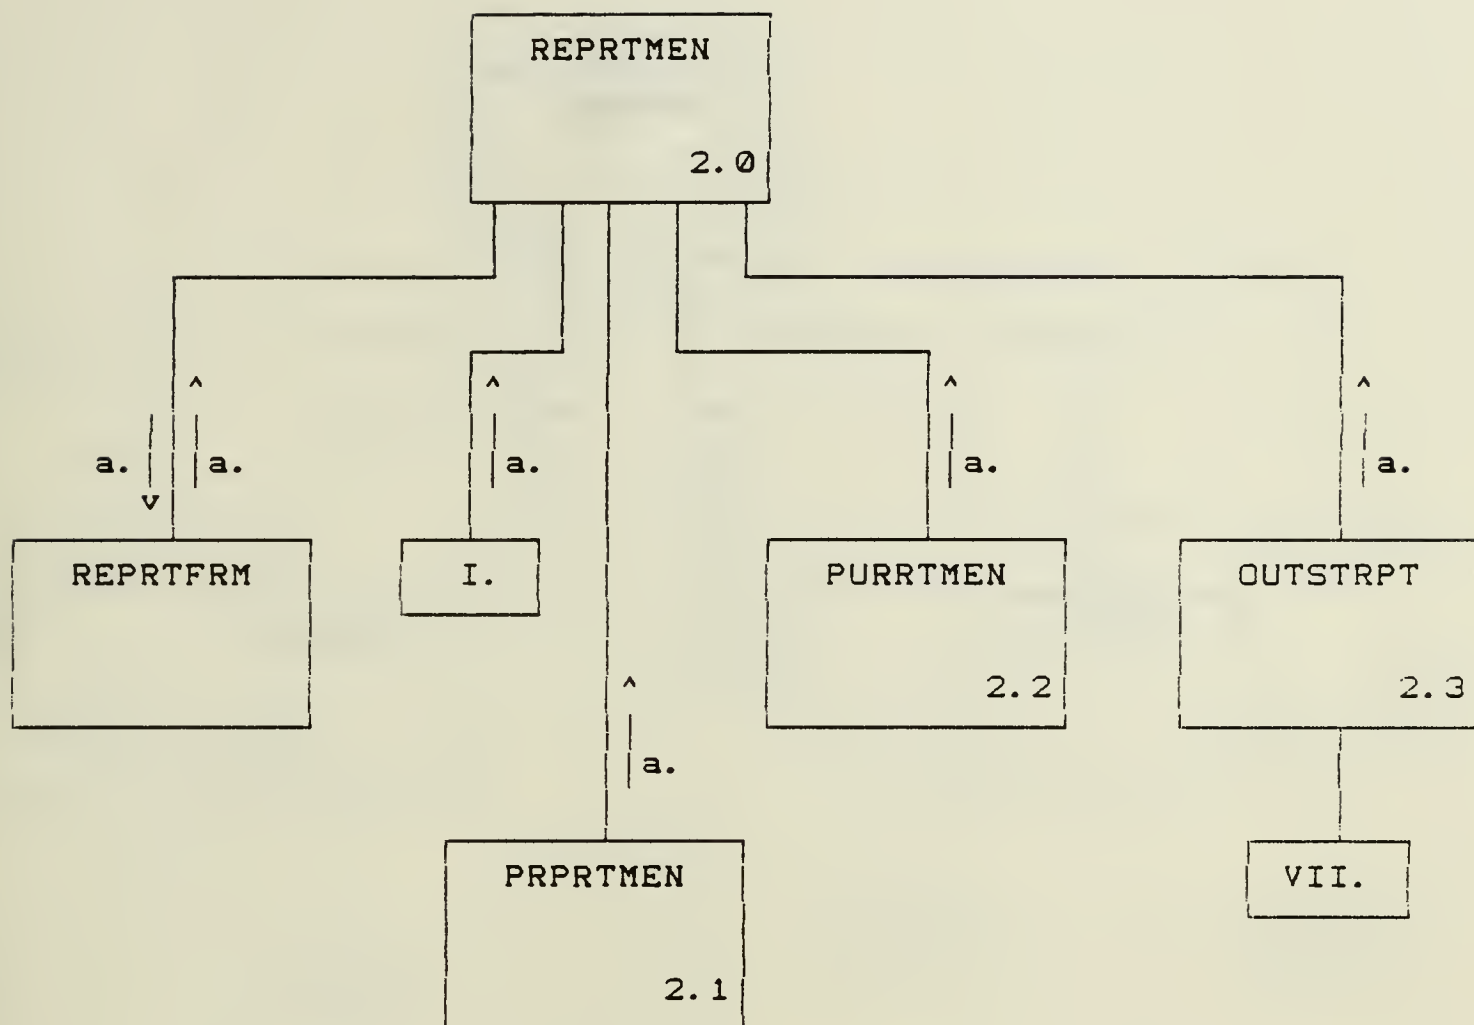 REPRTMEN
2.0
a.
a.
a.
a.
a.
REPRTFRM
I.
PURRTMEN
2.2
OUTSTRPT
2.3
a.
PRPRTMEN
2.1
VII.